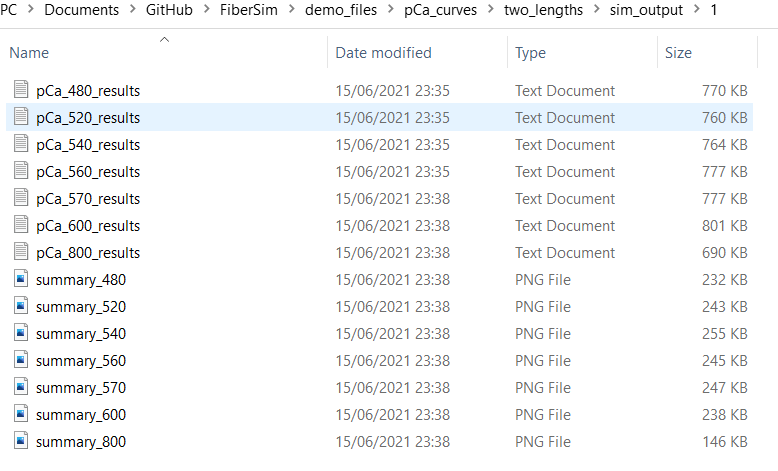 PC > Documents > GitHub > FiberSim > demo_files > pCa_curves > two_lengths > sim_output > 1
Name Date modified Type Size
pCa_480_results 15/06/2021 23:35 Text Document 770 KB
pCa_520_results 15/06/2021 23:35 Text Document 760 KB
pCa_540_results 15/06/2021 23:35 Text Document 764 KB
pCa_560_results 15/06/2021 23:35 Text Document 777 KB
pCa_570_results 15/06/2021 23:38 Text Document 777 KB
pCa_600_results 15/06/2021 23:38 Text Document 801 KB
pCa_800_results 15/06/2021 23:38 Text Document 690 KB
summary_480 15/06/2021 23:38 PNG File 232 KB
summary_520 15/06/2021 23:38 PNG File 243 KB
summary_540 15/06/2021 23:38 PNG File 255 KB
summary_560 15/06/2021 23:38 PNG File 245 KB
summary_570 15/06/2021 23:38 PNG File 247 KB
summary_600 15/06/2021 23:38 PNG File 238 KB
summary_800 15/06/2021 23:38 PNG File 146 KB